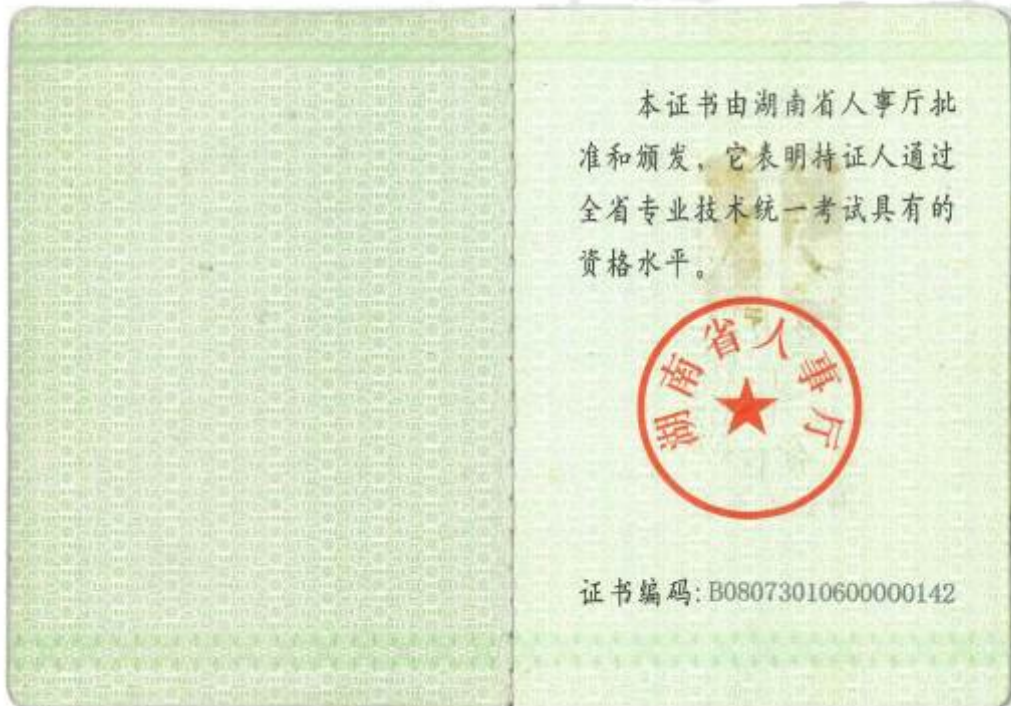 本证书由湖南省人事厅批
准和颁发，它表明持证人通过
全省专业技术统一考试具有的
资格水平。
湖南省人事厅
证书编码:B08073010600000142